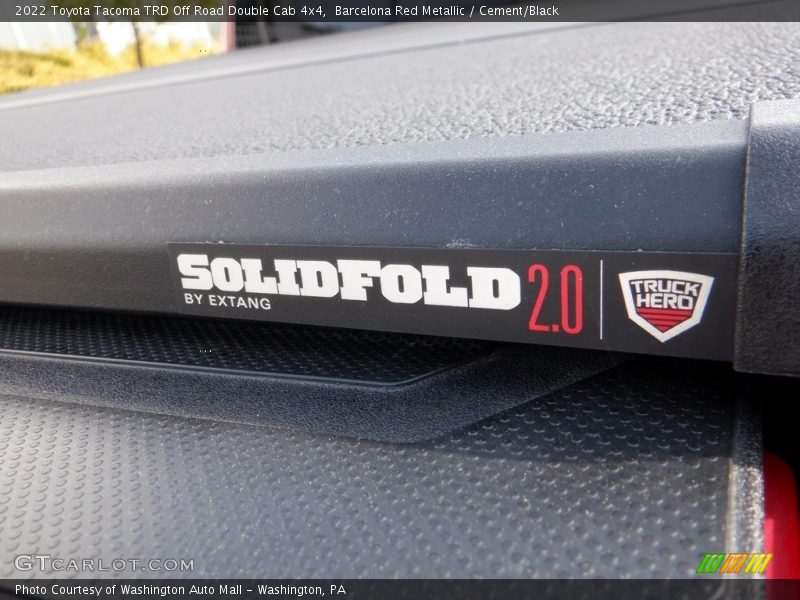 2022 Toyota Tacoma TRD Off Road Double Cab 4x4, Barcelona Red Metallic / Cement/Black
SOLIDFOLD 2.0
BY EXTANG
TRUCK
HERO
GTCARLOT.COM
Photo Courtesy of Washington Auto Mall - Washington, PA